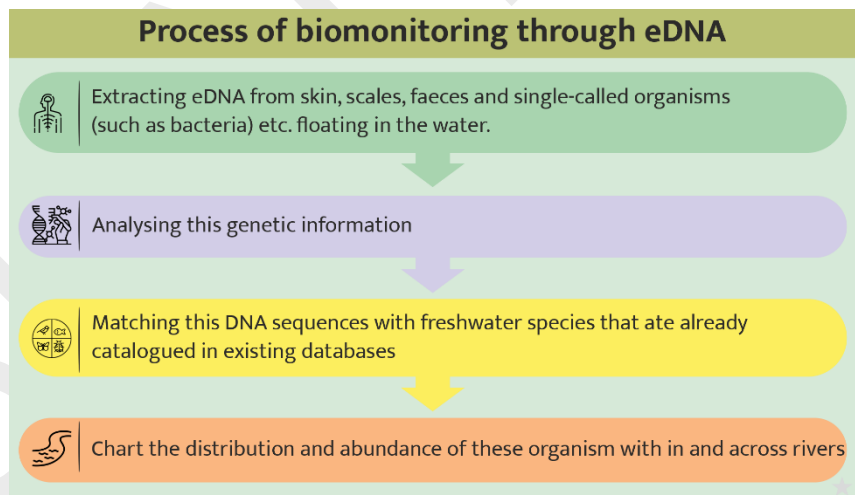 Process of biomonitoring through eDNA
Extracting eDNA from skin, scales, faeces and single-called organisms
(such as bacteria) etc. floating in the water.
Analysing this genetic information
Matching this DNA sequences with freshwater species that ate already
catalogued in existing databases
Chart the distribution and abundance of these organism with in and across rivers